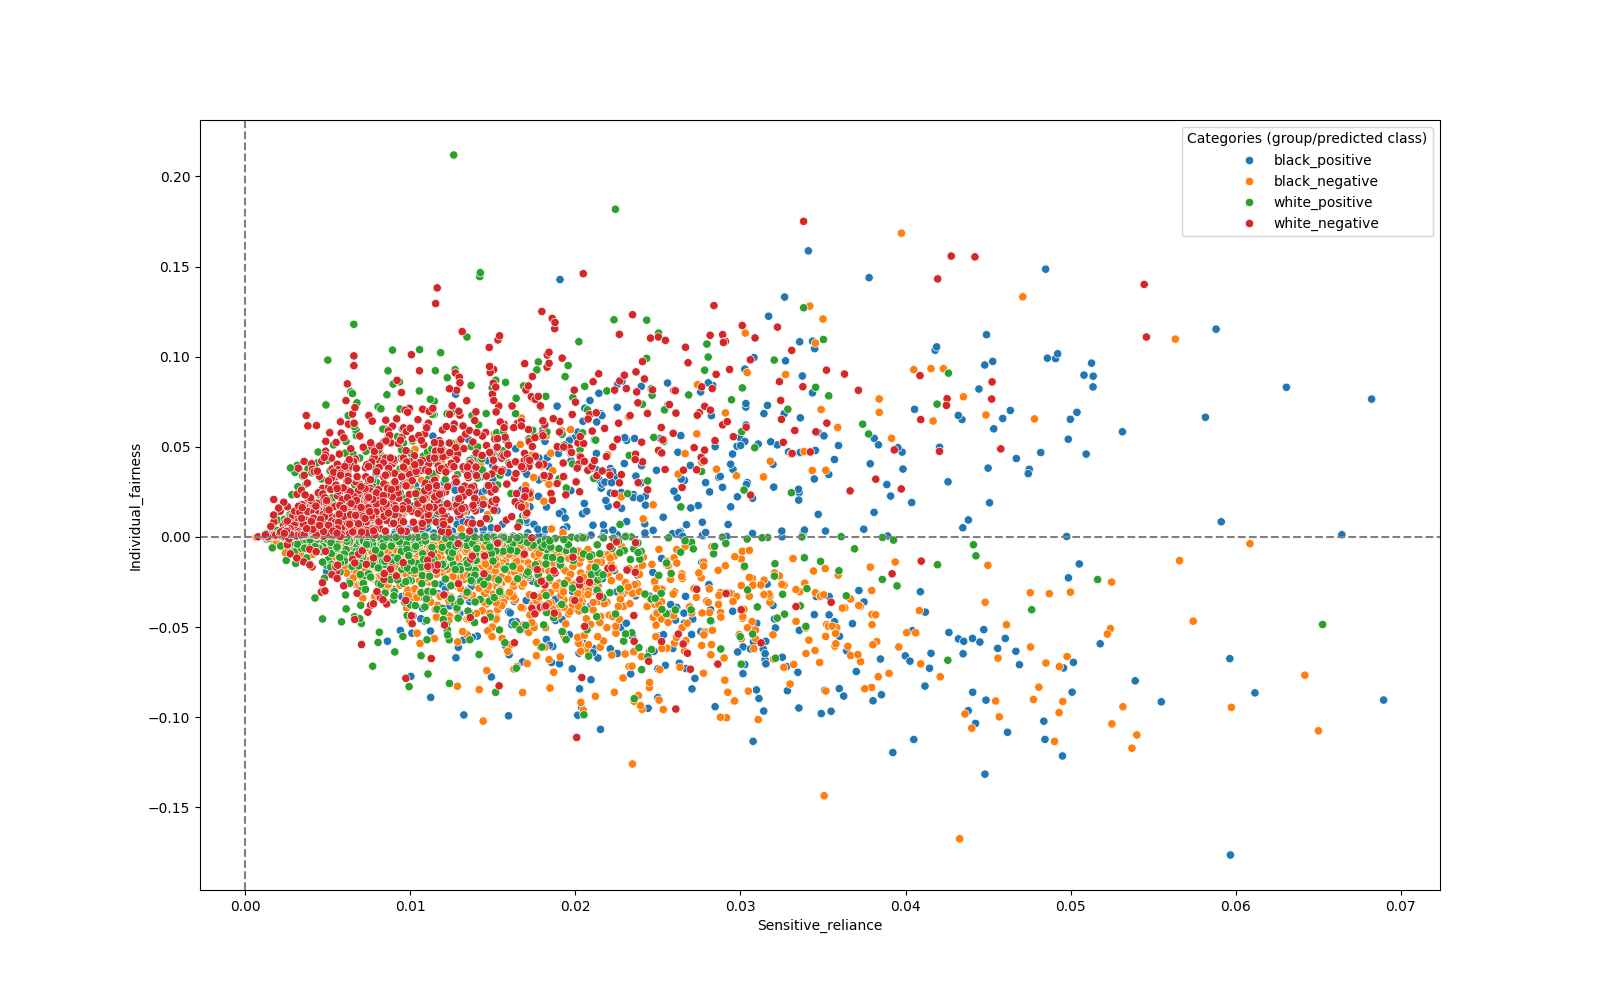 Categories (group/predicted class)
black_positive
black_negative
white_positive
white_negative
0.20
0.15
0.10
0.05
0.00
−0.05
−0.10
−0.15
Individual_fairness
0.00 0.01 0.02 0.03 0.04 0.05 0.06 0.07
Sensitive_reliance